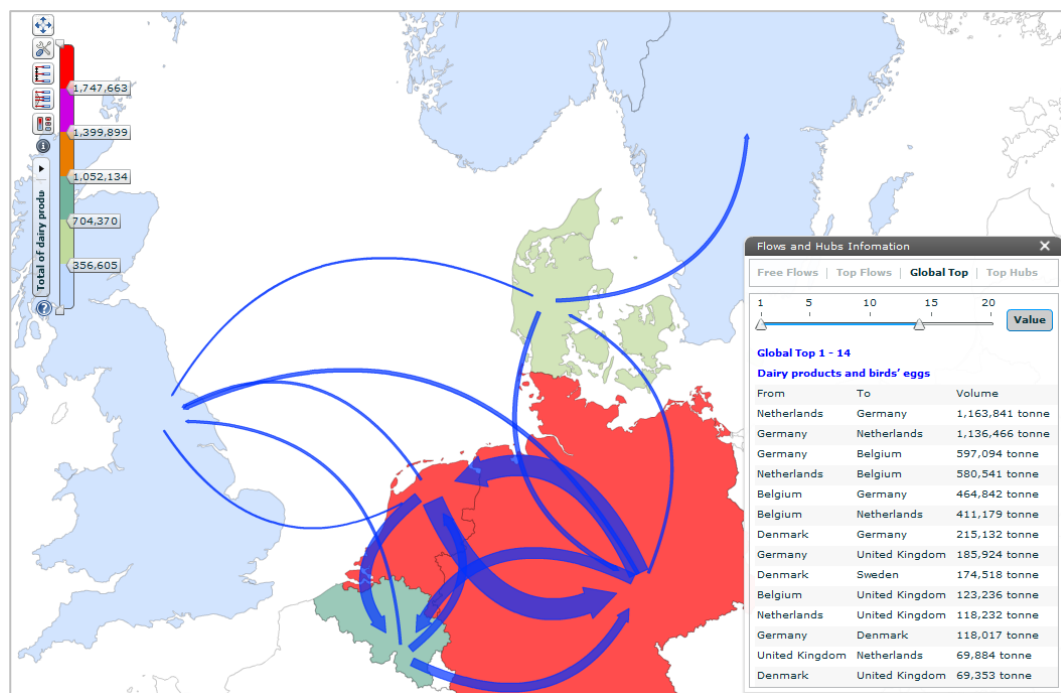 1,747,663
1,399,899
1,052,134
704,370
356,605
Total of dairy produ
Flows and Hubs Infomation
Free Flows | Top Flows | Global Top | Top Hubs
1 5 10 15 20
Value
Global Top 1 - 14
Dairy products and birds' eggs
From To Volume
Netherlands Germany 1,163,841 tonne
Germany Netherlands 1,136,466 tonne
Germany Belgium 597,094 tonne
Netherlands Belgium 580,541 tonne
Belgium Germany 464,842 tonne
Belgium Netherlands 411,179 tonne
Denmark Germany 215,132 tonne
Germany United Kingdom 185,924 tonne
Denmark Sweden 174,518 tonne
Belgium United Kingdom 123,236 tonne
Netherlands United Kingdom 118,232 tonne
Germany Denmark 118,017 tonne
United Kingdom Netherlands 69,884 tonne
Denmark United Kingdom 69,353 tonne